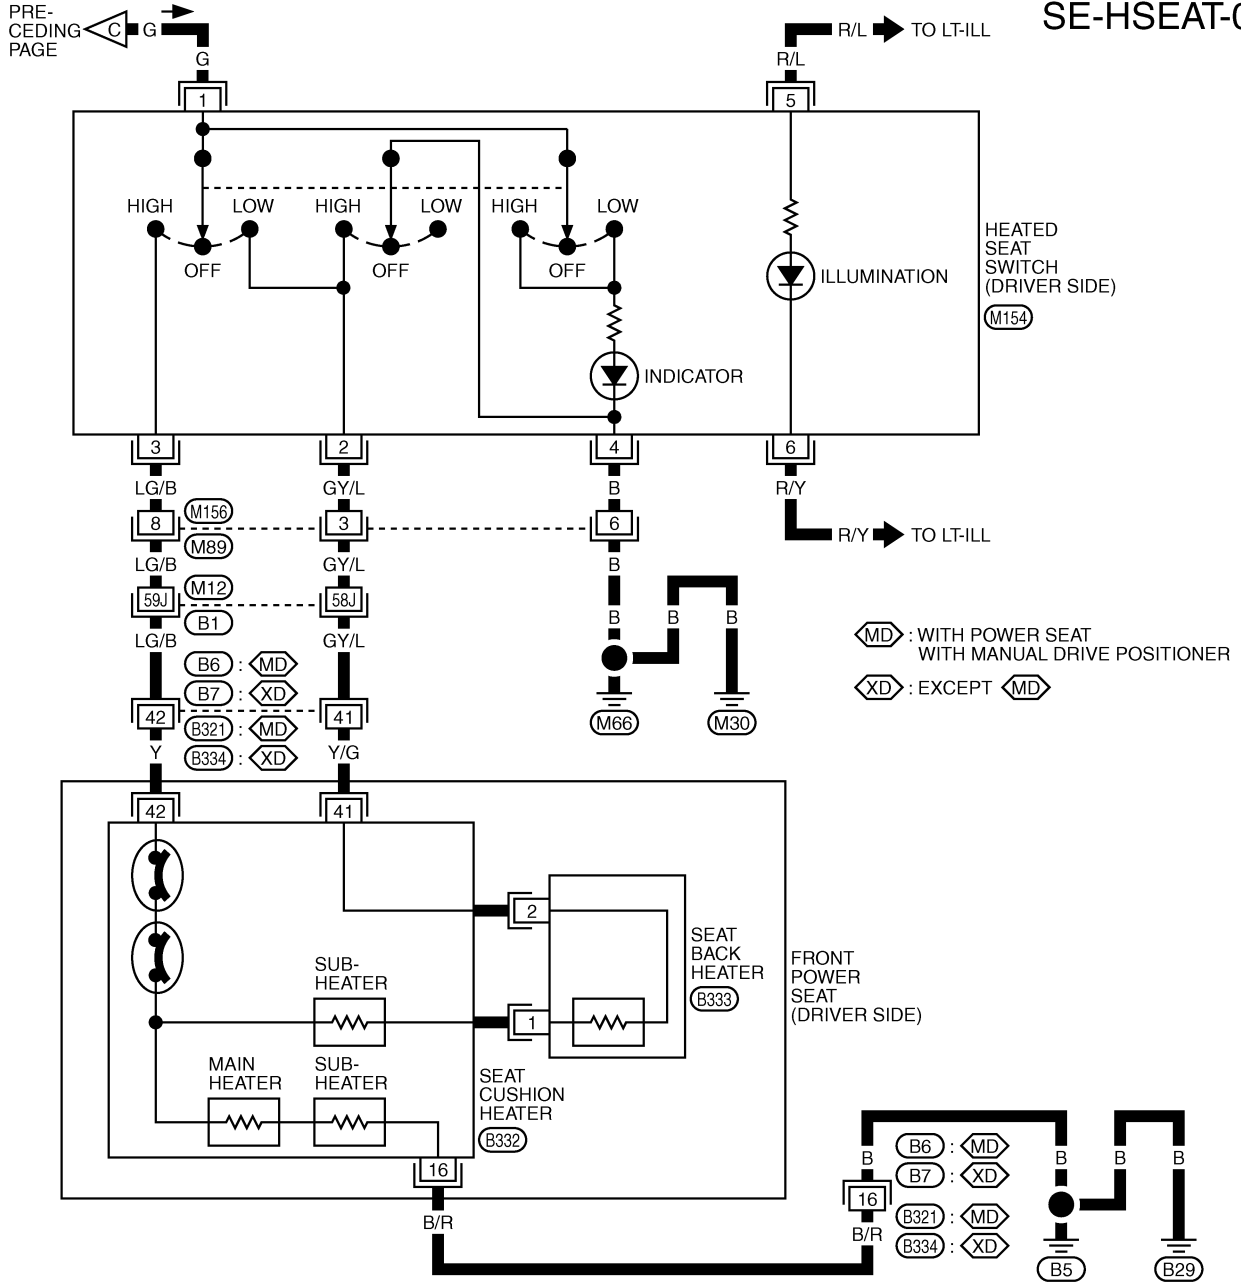 PRE-
CEDING
PAGE
C
G
G
R/L
TO LT-ILL
R/L
SE-HSEAT-0
1
5
HIGH
LOW
OFF
HIGH
LOW
OFF
HIGH
LOW
OFF
ILLUMINATION
INDICATOR
HEATED
SEAT
SWITCH
(DRIVER SIDE)
M154
3
2
4
6
LG/B
GY/L
B
R/Y
8
M156
3
6
R/Y
TO LT-ILL
M89
LG/B
GY/L
B
59J
M12
58J
B1
B
B
B
LG/B
GY/L
B6 : MD
B7 : XD
42
41
B321 : MD
B334 : XD
Y
Y/G
M66
M30
MD : WITH POWER SEAT
WITH MANUAL DRIVE POSITIONER
XD : EXCEPT MD
42
41
2
SUB-
HEATER
1
SEAT
BACK
HEATER
B333
FRONT
POWER
SEAT
(DRIVER SIDE)
MAIN
HEATER
SUB-
HEATER
SEAT
CUSHION
HEATER
B332
16
B/R
B
B6 : MD
B7 : XD
16
B321 : MD
B334 : XD
B/R
B
B
B
B5
B29